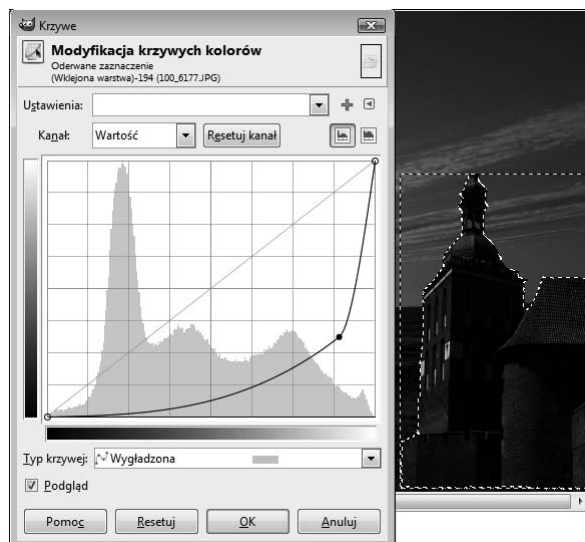 Krzywe
Modyfikacja krzywych kolorów
Oderwane zaznaczenie
(Wklejona warstwa)-194 (100_6177.JPG)
Ustawienia:
Kanał: Wartość Resetuj kanał
Typ krzywej: Wygładzona
Podgląd
Pomoc Resetuj OK Anuluj